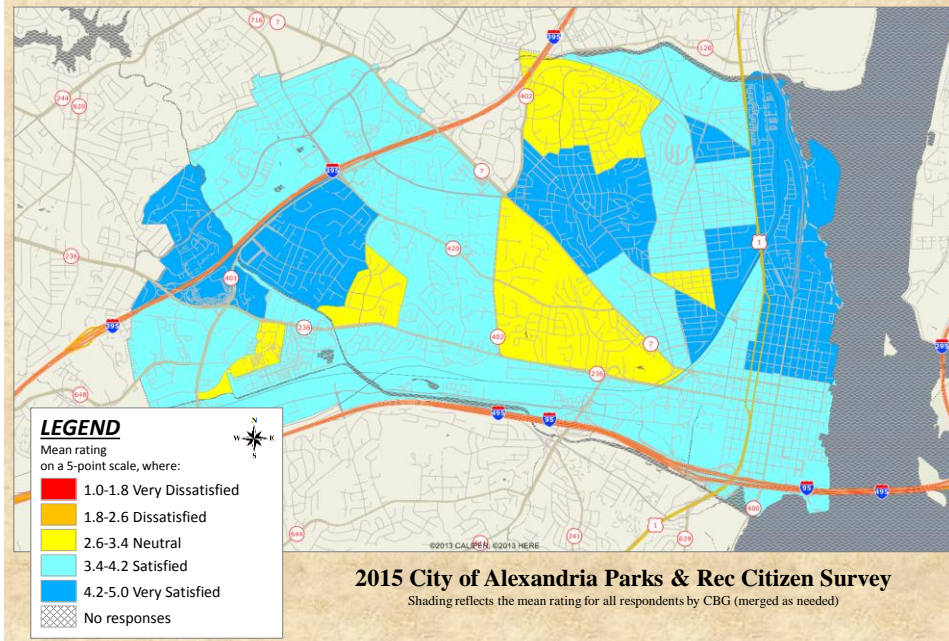 716
7
395
120
244
620
402
7
395
1
236
420
401
395
236
402
7
236
295
648
495
95
95
495
400
1
644
241
629
©2013 CALIPER, ©2013 HERE
LEGEND
N
W E
S
Mean rating
on a 5-point scale, where:
1.0-1.8 Very Dissatisfied
1.8-2.6 Dissatisfied
2.6-3.4 Neutral
3.4-4.2 Satisfied
4.2-5.0 Very Satisfied
No responses
2015 City of Alexandria Parks & Rec Citizen Survey
Shading reflects the mean rating for all respondents by CBG (merged as needed)